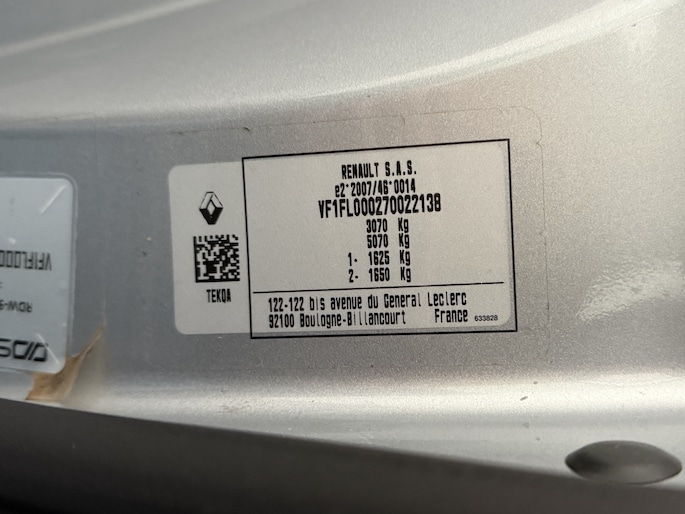 RENAULT S.A.S.
e2*2007/46*0014
VF1FL000270022138
3070 Kg
5070 Kg
1- 1625 Kg
2- 1650 Kg
TEKQA
122-122 bis avenue du General Leclerc
92100 Boulogne-Billancourt France 633828